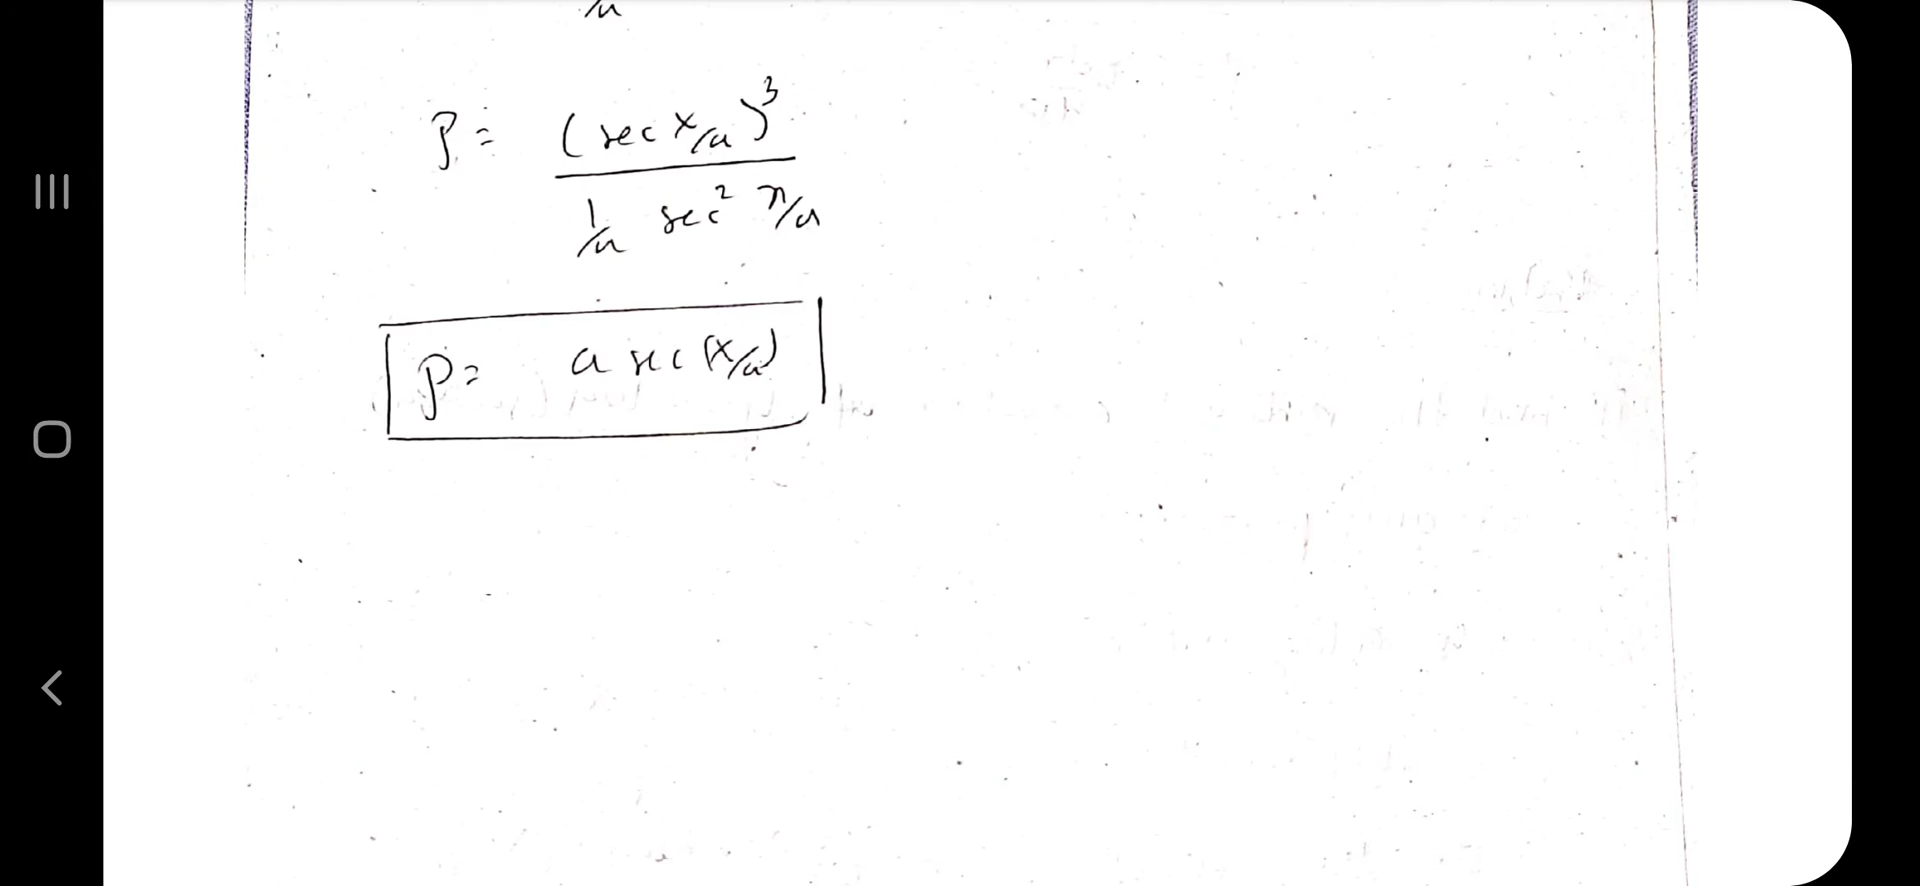 /a
ρ = (sec x/a)³
1/a sec² x/a
ρ = a sec(x/a)